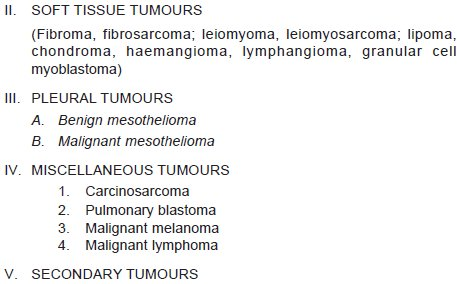 II. SOFT TISSUE TUMOURS
(Fibroma, fibrosarcoma; leiomyoma, leiomyosarcoma; lipoma,
chondroma, haemangioma, lymphangioma, granular cell
myoblastoma)
III. PLEURAL TUMOURS
A. Benign mesothelioma
B. Malignant mesothelioma
IV. MISCELLANEOUS TUMOURS
1. Carcinosarcoma
2. Pulmonary blastoma
3. Malignant melanoma
4. Malignant lymphoma
V. SECONDARY TUMOURS